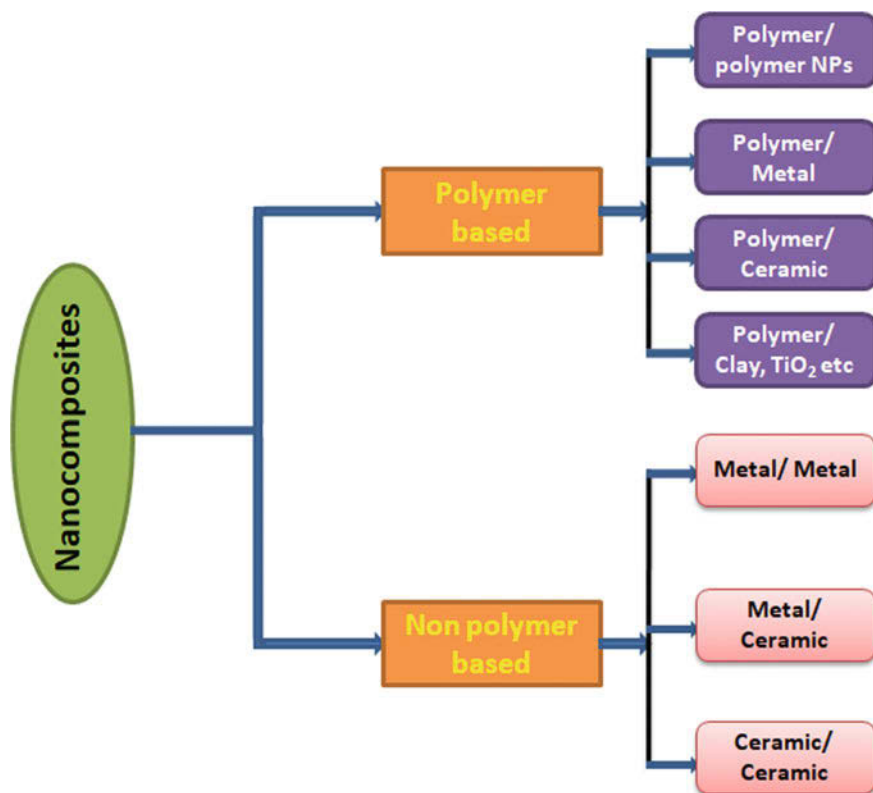 Nanocomposites
Polymer
based
Polymer/
polymer NPs
Polymer/
Metal
Polymer/
Ceramic
Polymer/
Clay, TiO₂ etc
Non polymer
based
Metal/ Metal
Metal/
Ceramic
Ceramic/
Ceramic